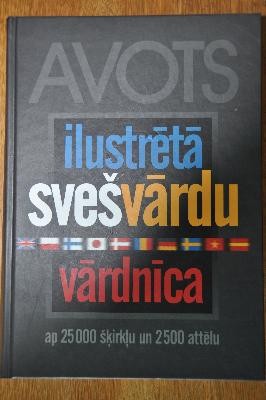 AVOTS
ilustrētā
svešvārdu
vārdnīca
ap 25 000 šķirkļu un 2500 attēlu